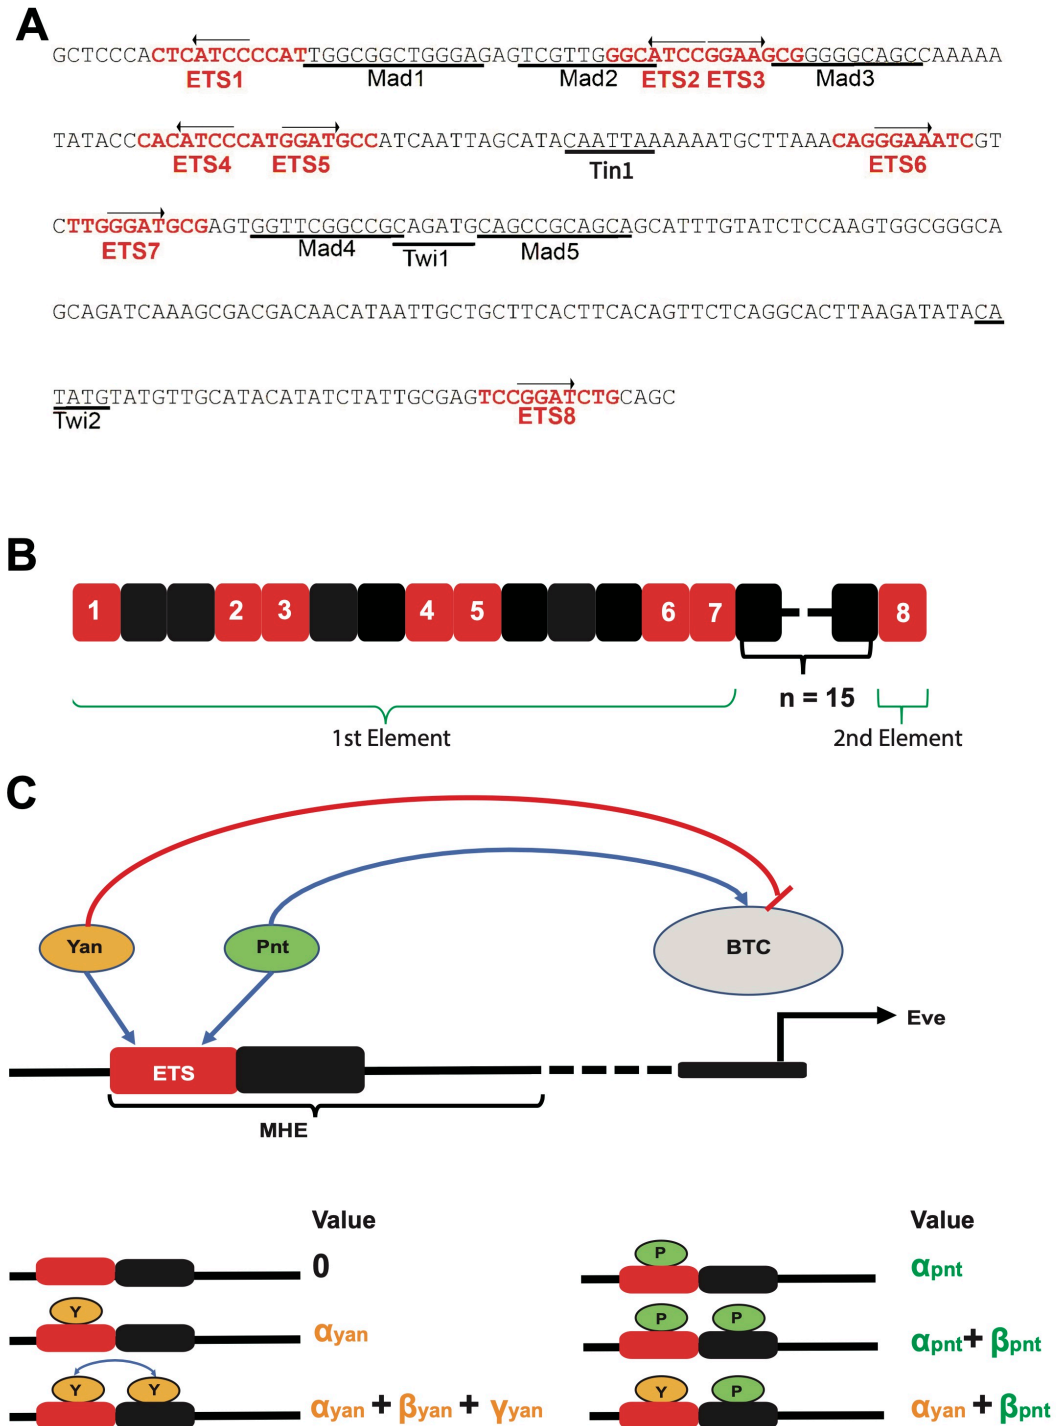 A
GCTCCCACTCATCCCCATTGGCGGCTGGGAGAGTCGTTGGGCATCCGGAAGCGGGGGCAGCCAAAAA
ETS1 Mad1 Mad2 ETS2 ETS3 Mad3
TATACCCACATCCCATGGATGCCATCAATTAGCATACAATTAAAAAATGCTTAAACAGGGAAATCGT
ETS4 ETS5 Tin1 ETS6
CTTGGGATGCGAGTGGTTCGGCCGCAGATGCAGCCGCAGCAGCATTTGTATCTCCAAGTGGCGGGCA
ETS7 Mad4 Twi1 Mad5
GCAGATCAAAGCGACGACAACATAATTGCTGCTTCACTTCACAGTTCTCAGGCACTTAAGATATACA
TATGTATGTTGCATACATATCTATTGCGAGTCCGGATCTGCAGC
Twi2 ETS8
B
1 2 3 4 5 6 7 8
n = 15
1st Element 2nd Element
C
Yan Pnt BTC
Eve
ETS
MHE
Value Value
0 P αpnt
Y αyan P P αpnt + βpnt
Y Y αyan + βyan + γyan Y P αyan + βpnt